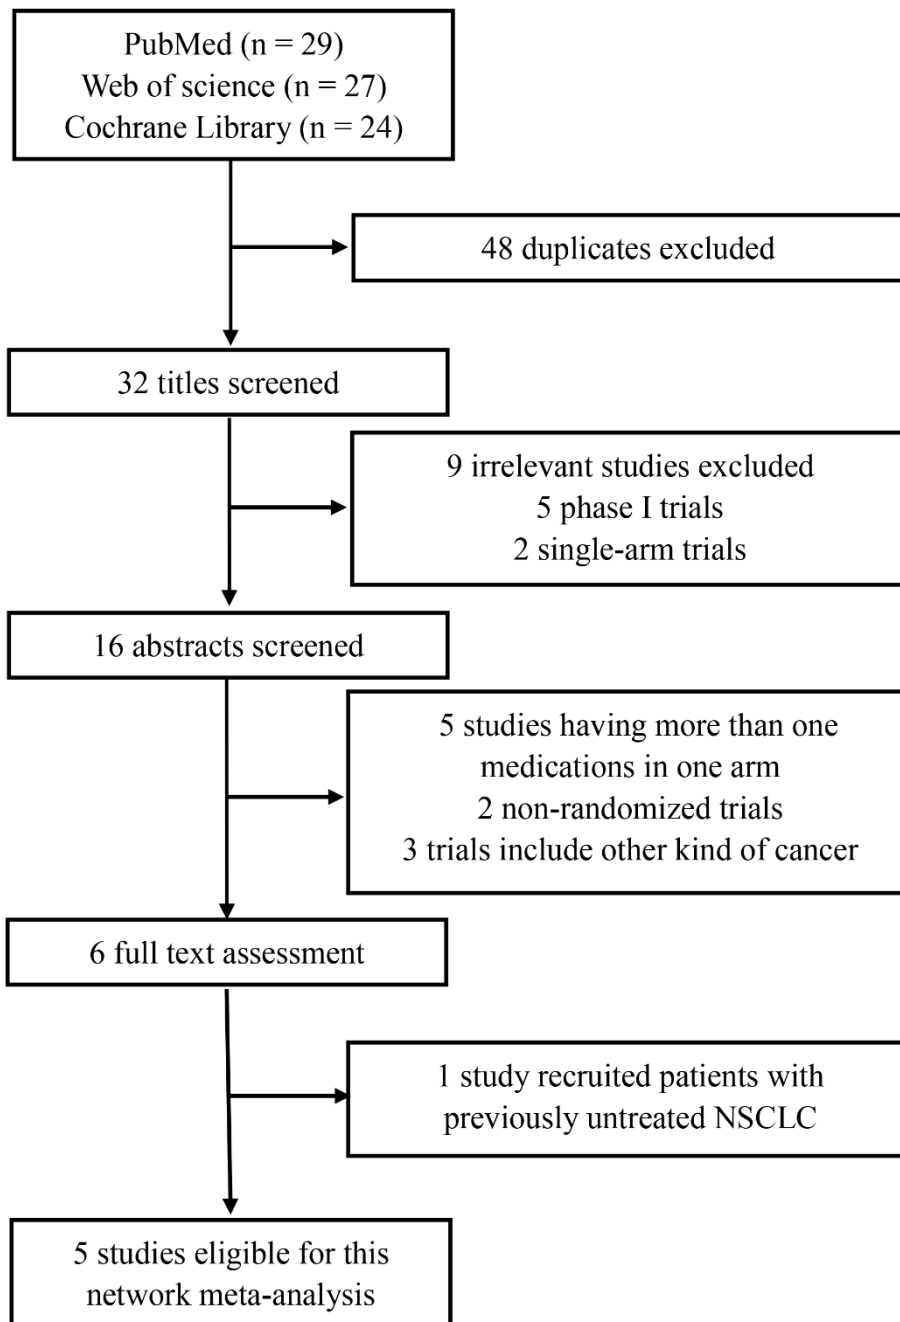 PubMed (n = 29)
Web of science (n = 27)
Cochrane Library (n = 24)
48 duplicates excluded
32 titles screened
9 irrelevant studies excluded
5 phase I trials
2 single-arm trials
16 abstracts screened
5 studies having more than one
medications in one arm
2 non-randomized trials
3 trials include other kind of cancer
6 full text assessment
1 study recruited patients with
previously untreated NSCLC
5 studies eligible for this
network meta-analysis